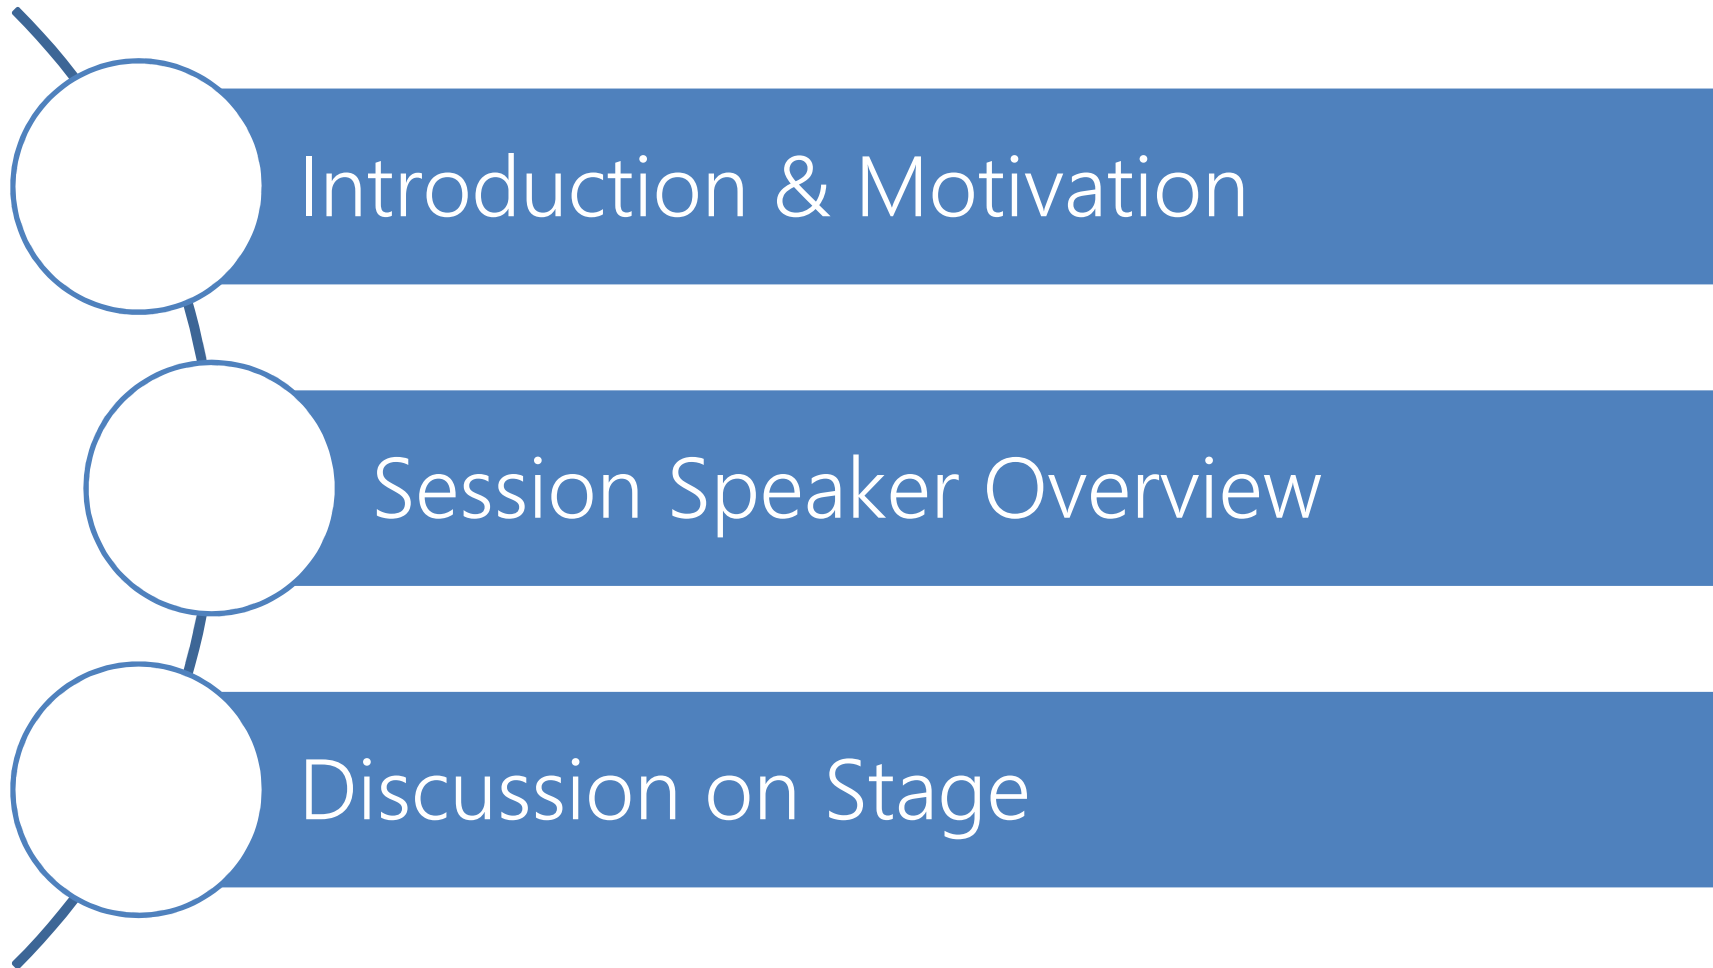 Introduction & Motivation
Session Speaker Overview
Discussion on Stage